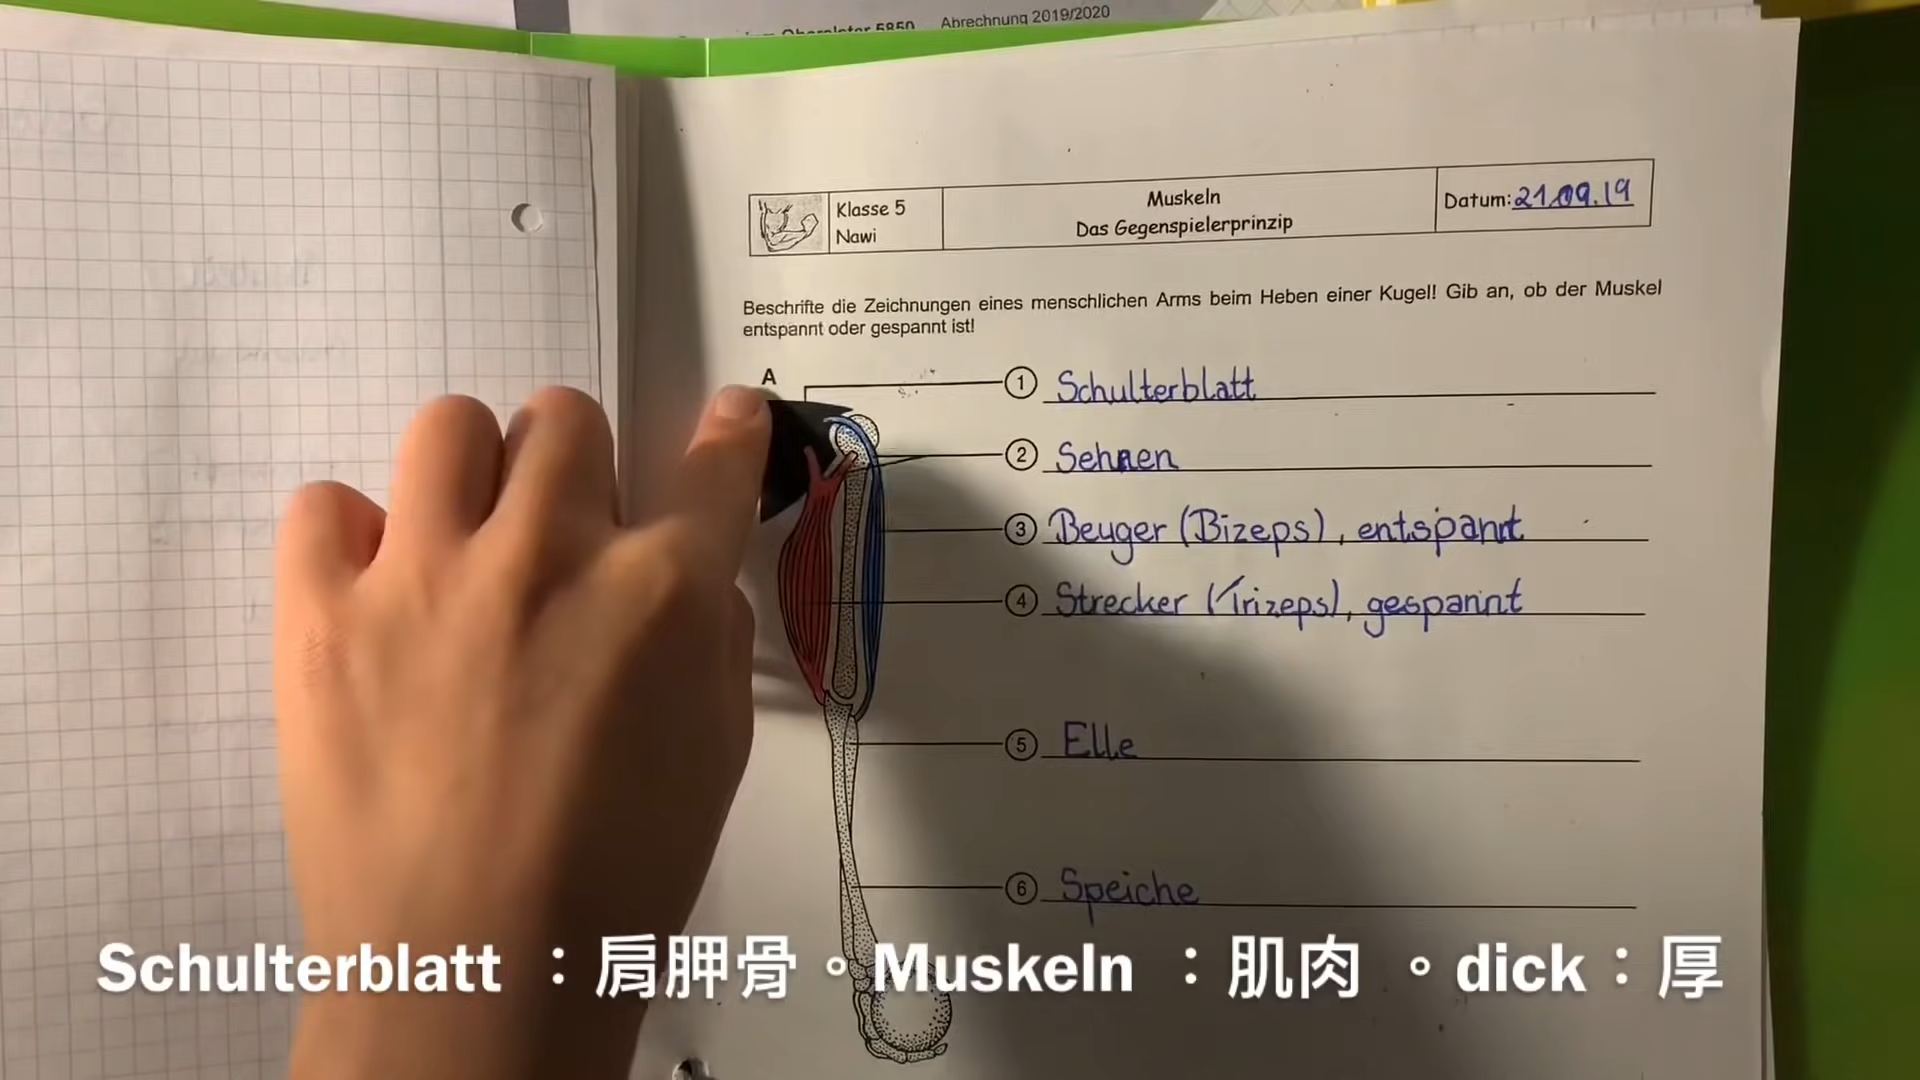 Abrechnung 2019/2020
Klasse 5
Nawi
Muskeln
Das Gegenspielerprinzip
Datum: 21.09.19
Beschrifte die Zeichnungen eines menschlichen Arms beim Heben einer Kugel! Gib an, ob der Muskel
entspannt oder gespannt ist!
A
1 Schulterblatt
2 Sehnen
3 Beuger (Bizeps), entspannt
4 Strecker (Trizeps), gespannt
5 Elle
6 Speiche
Schulterblatt ：肩胛骨。Muskeln ：肌肉 。dick：厚